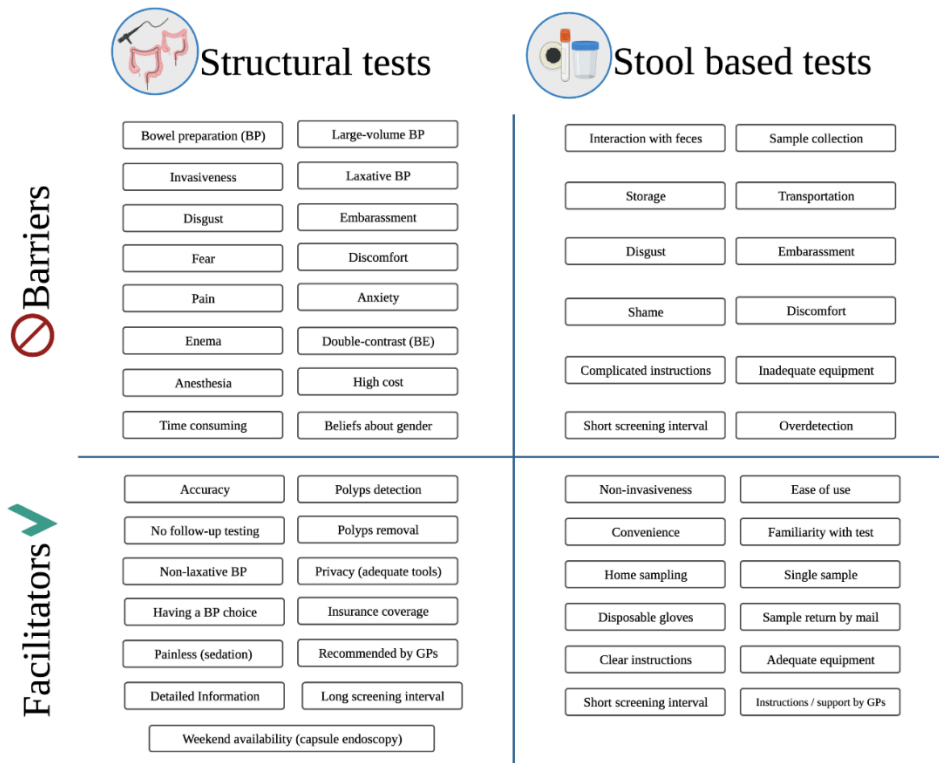 Structural tests
Stool based tests
Barriers
Bowel preparation (BP)
Large-volume BP
Invasiveness
Laxative BP
Disgust
Embarassment
Fear
Discomfort
Pain
Anxiety
Enema
Double-contrast (BE)
Anesthesia
High cost
Time consuming
Beliefs about gender
Interaction with feces
Sample collection
Storage
Transportation
Disgust
Embarassment
Shame
Discomfort
Complicated instructions
Inadequate equipment
Short screening interval
Overdetection
Facilitators
Accuracy
Polyps detection
No follow-up testing
Polyps removal
Non-laxative BP
Privacy (adequate tools)
Having a BP choice
Insurance coverage
Painless (sedation)
Recommended by GPs
Detailed Information
Long screening interval
Weekend availability (capsule endoscopy)
Non-invasiveness
Ease of use
Convenience
Familiarity with test
Home sampling
Single sample
Disposable gloves
Sample return by mail
Clear instructions
Adequate equipment
Short screening interval
Instructions / support by GPs